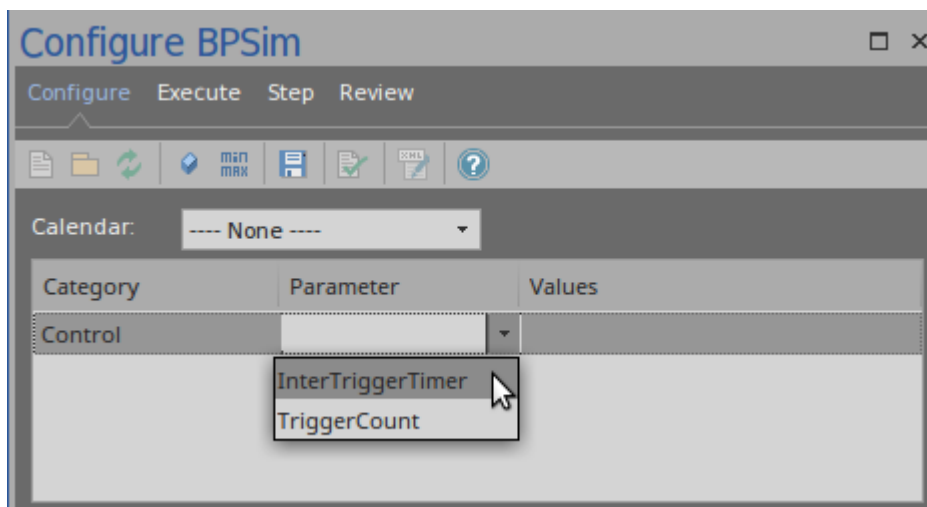 Configure BPSim
Configure Execute Step Review
min
max
XML
Calendar: ---- None ----
Category Parameter Values
Control
InterTriggerTimer
TriggerCount